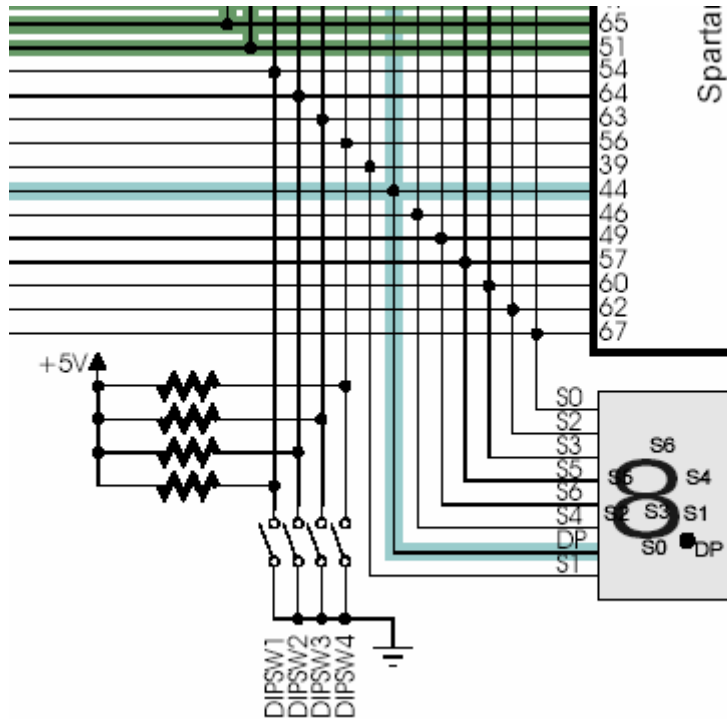 65
51
54
64
63
56
39
44
46
49
57
60
62
67
Spartan
+5V
S0
S2
S3
S5
S6
S4
DP
S1
S6
S5
S4
S2
S3
S1
S0
DP
DIPSW1
DIPSW2
DIPSW3
DIPSW4